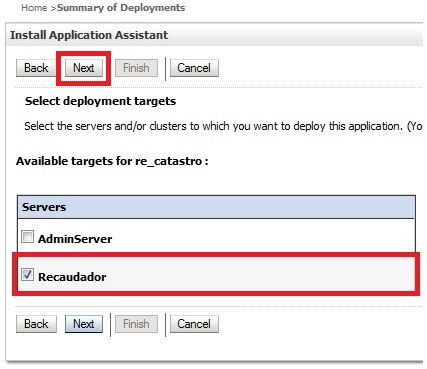 Home >Summary of Deployments
Install Application Assistant
Back Next Finish Cancel
Select deployment targets
Select the servers and/or clusters to which you want to deploy this application. (Yo
Available targets for re_catastro :
Servers
AdminServer
Recaudador
Back Next Finish Cancel